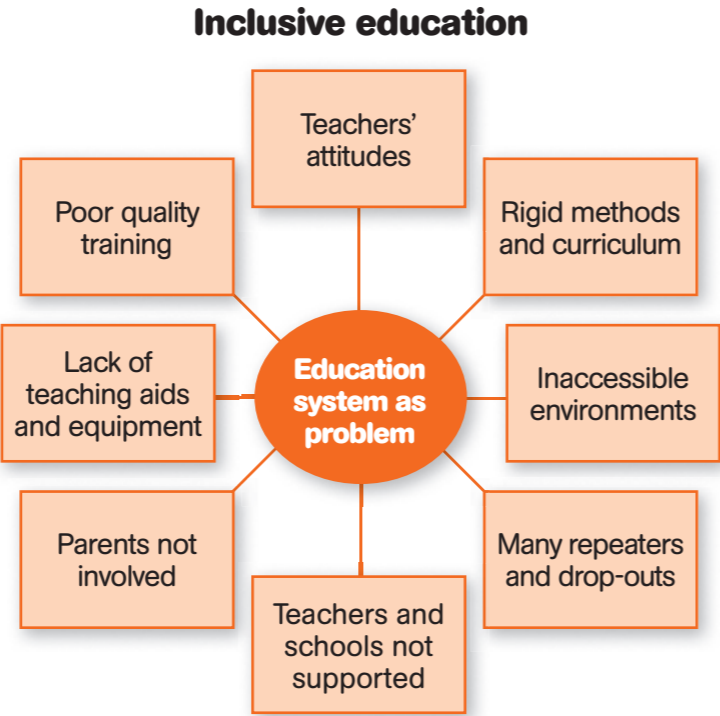 Inclusive education
Teachers’
attitudes
Poor quality
training
Rigid methods
and curriculum
Lack of
teaching aids
and equipment
Education
system as
problem
Inaccessible
environments
Parents not
involved
Many repeaters
and drop-outs
Teachers and
schools not
supported